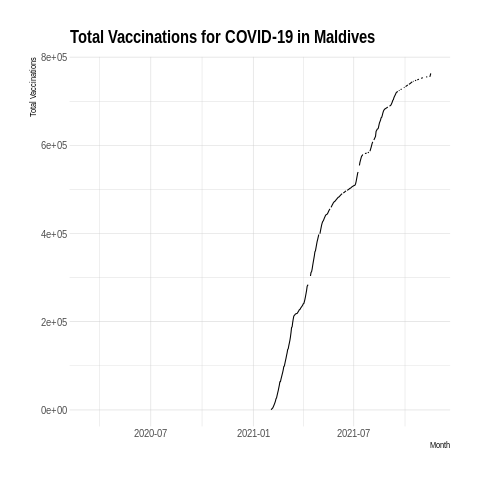 Total Vaccinations for COVID-19 in Maldives
Total Vaccinations
8e+05
6e+05
4e+05
2e+05
0e+00
2020-07 2021-01 2021-07
Month